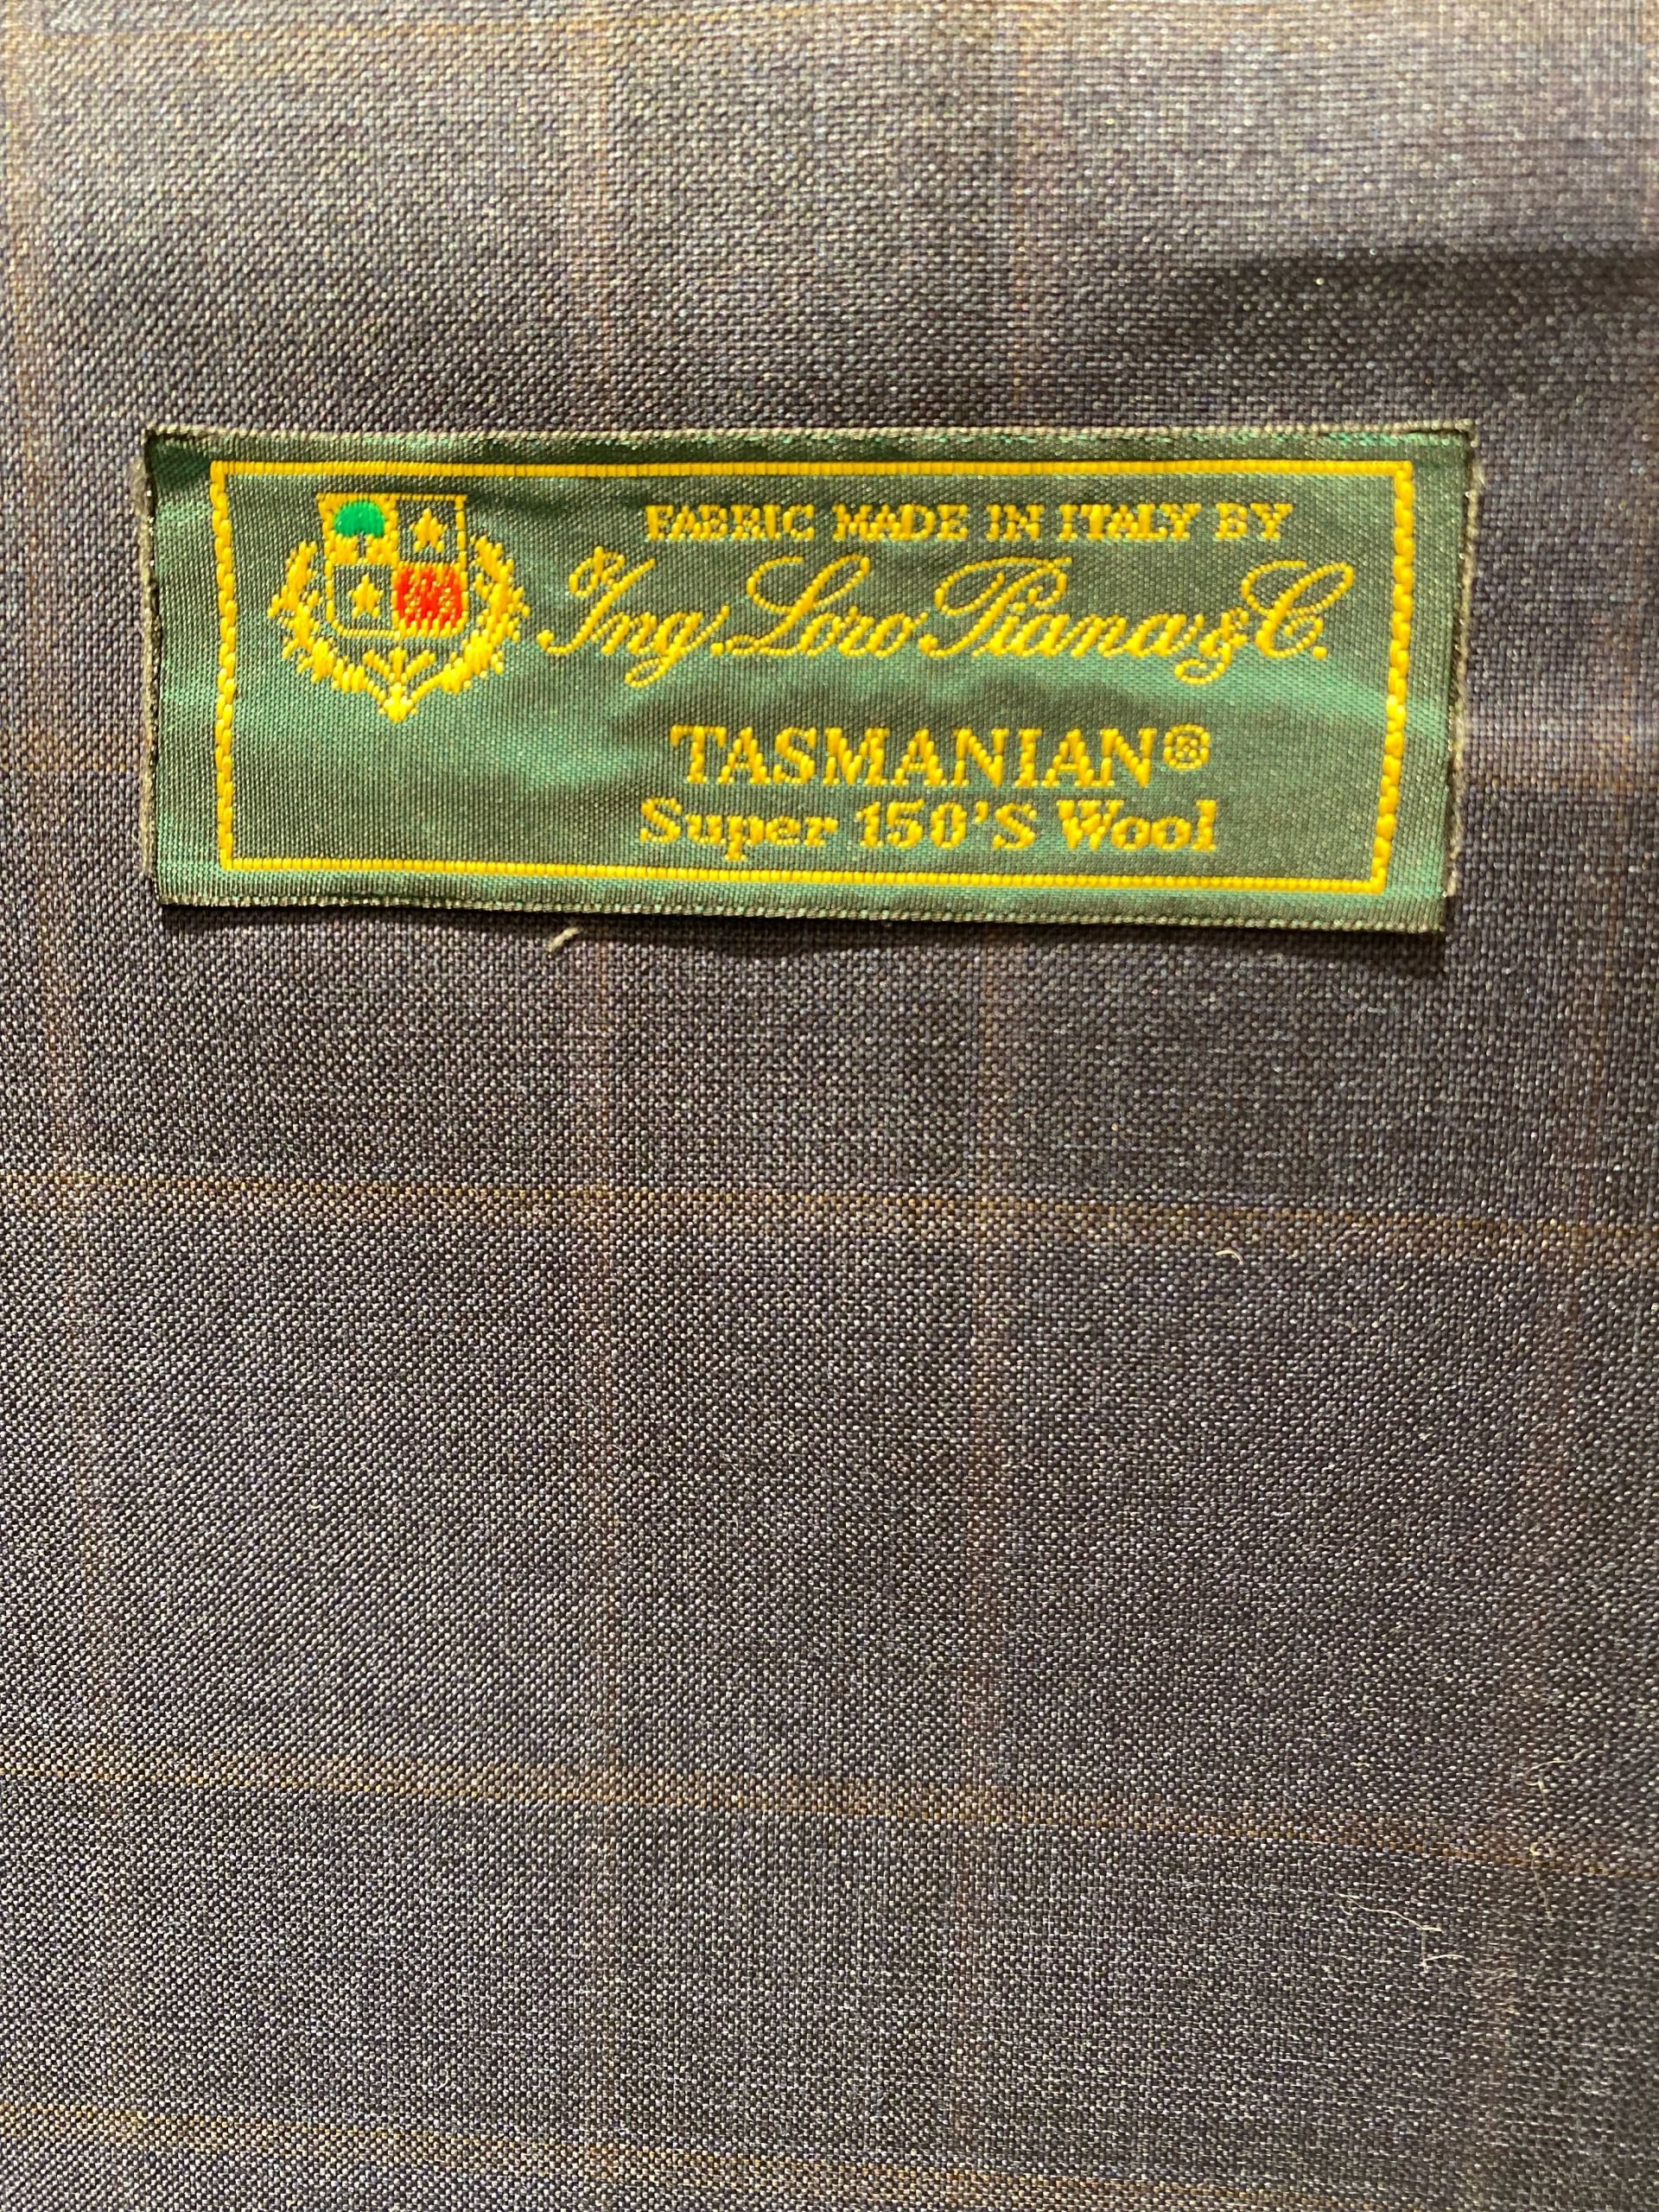 FABRIC MADE IN ITALY BY
Ing. Loro Piana & C.
TASMANIAN®
Super 150'S Wool